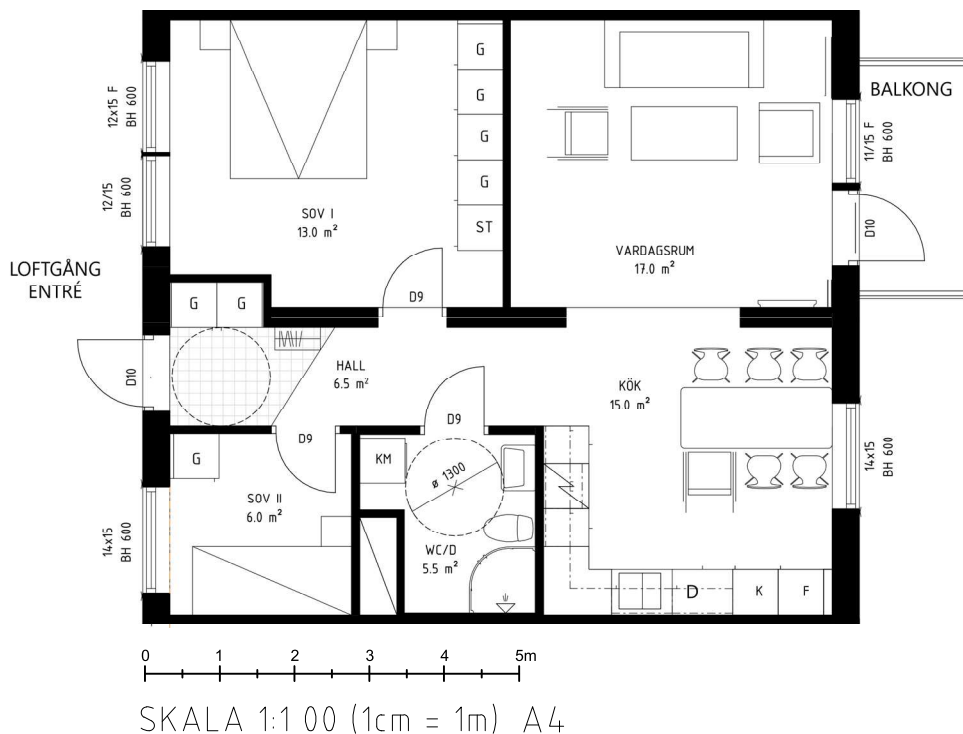 G
G
G
G
ST
12x15 F
BH 600
12/15
BH 600
SOV I
13.0 m²
BALKONG
11/15 F
BH 600
D10
VARDAGSRUM
17.0 m²
LOFTGÅNG
ENTRÉ
G G
D9
D10
HALL
6.5 m²
KÖK
15.0 m²
D9
D9
G
KM
ø 1300
14x15
BH 600
SOV II
6.0 m²
14x15
BH 600
WC/D
5.5 m²
D
K
F
0 1 2 3 4 5m
SKALA 1:100 (1cm = 1m) A4